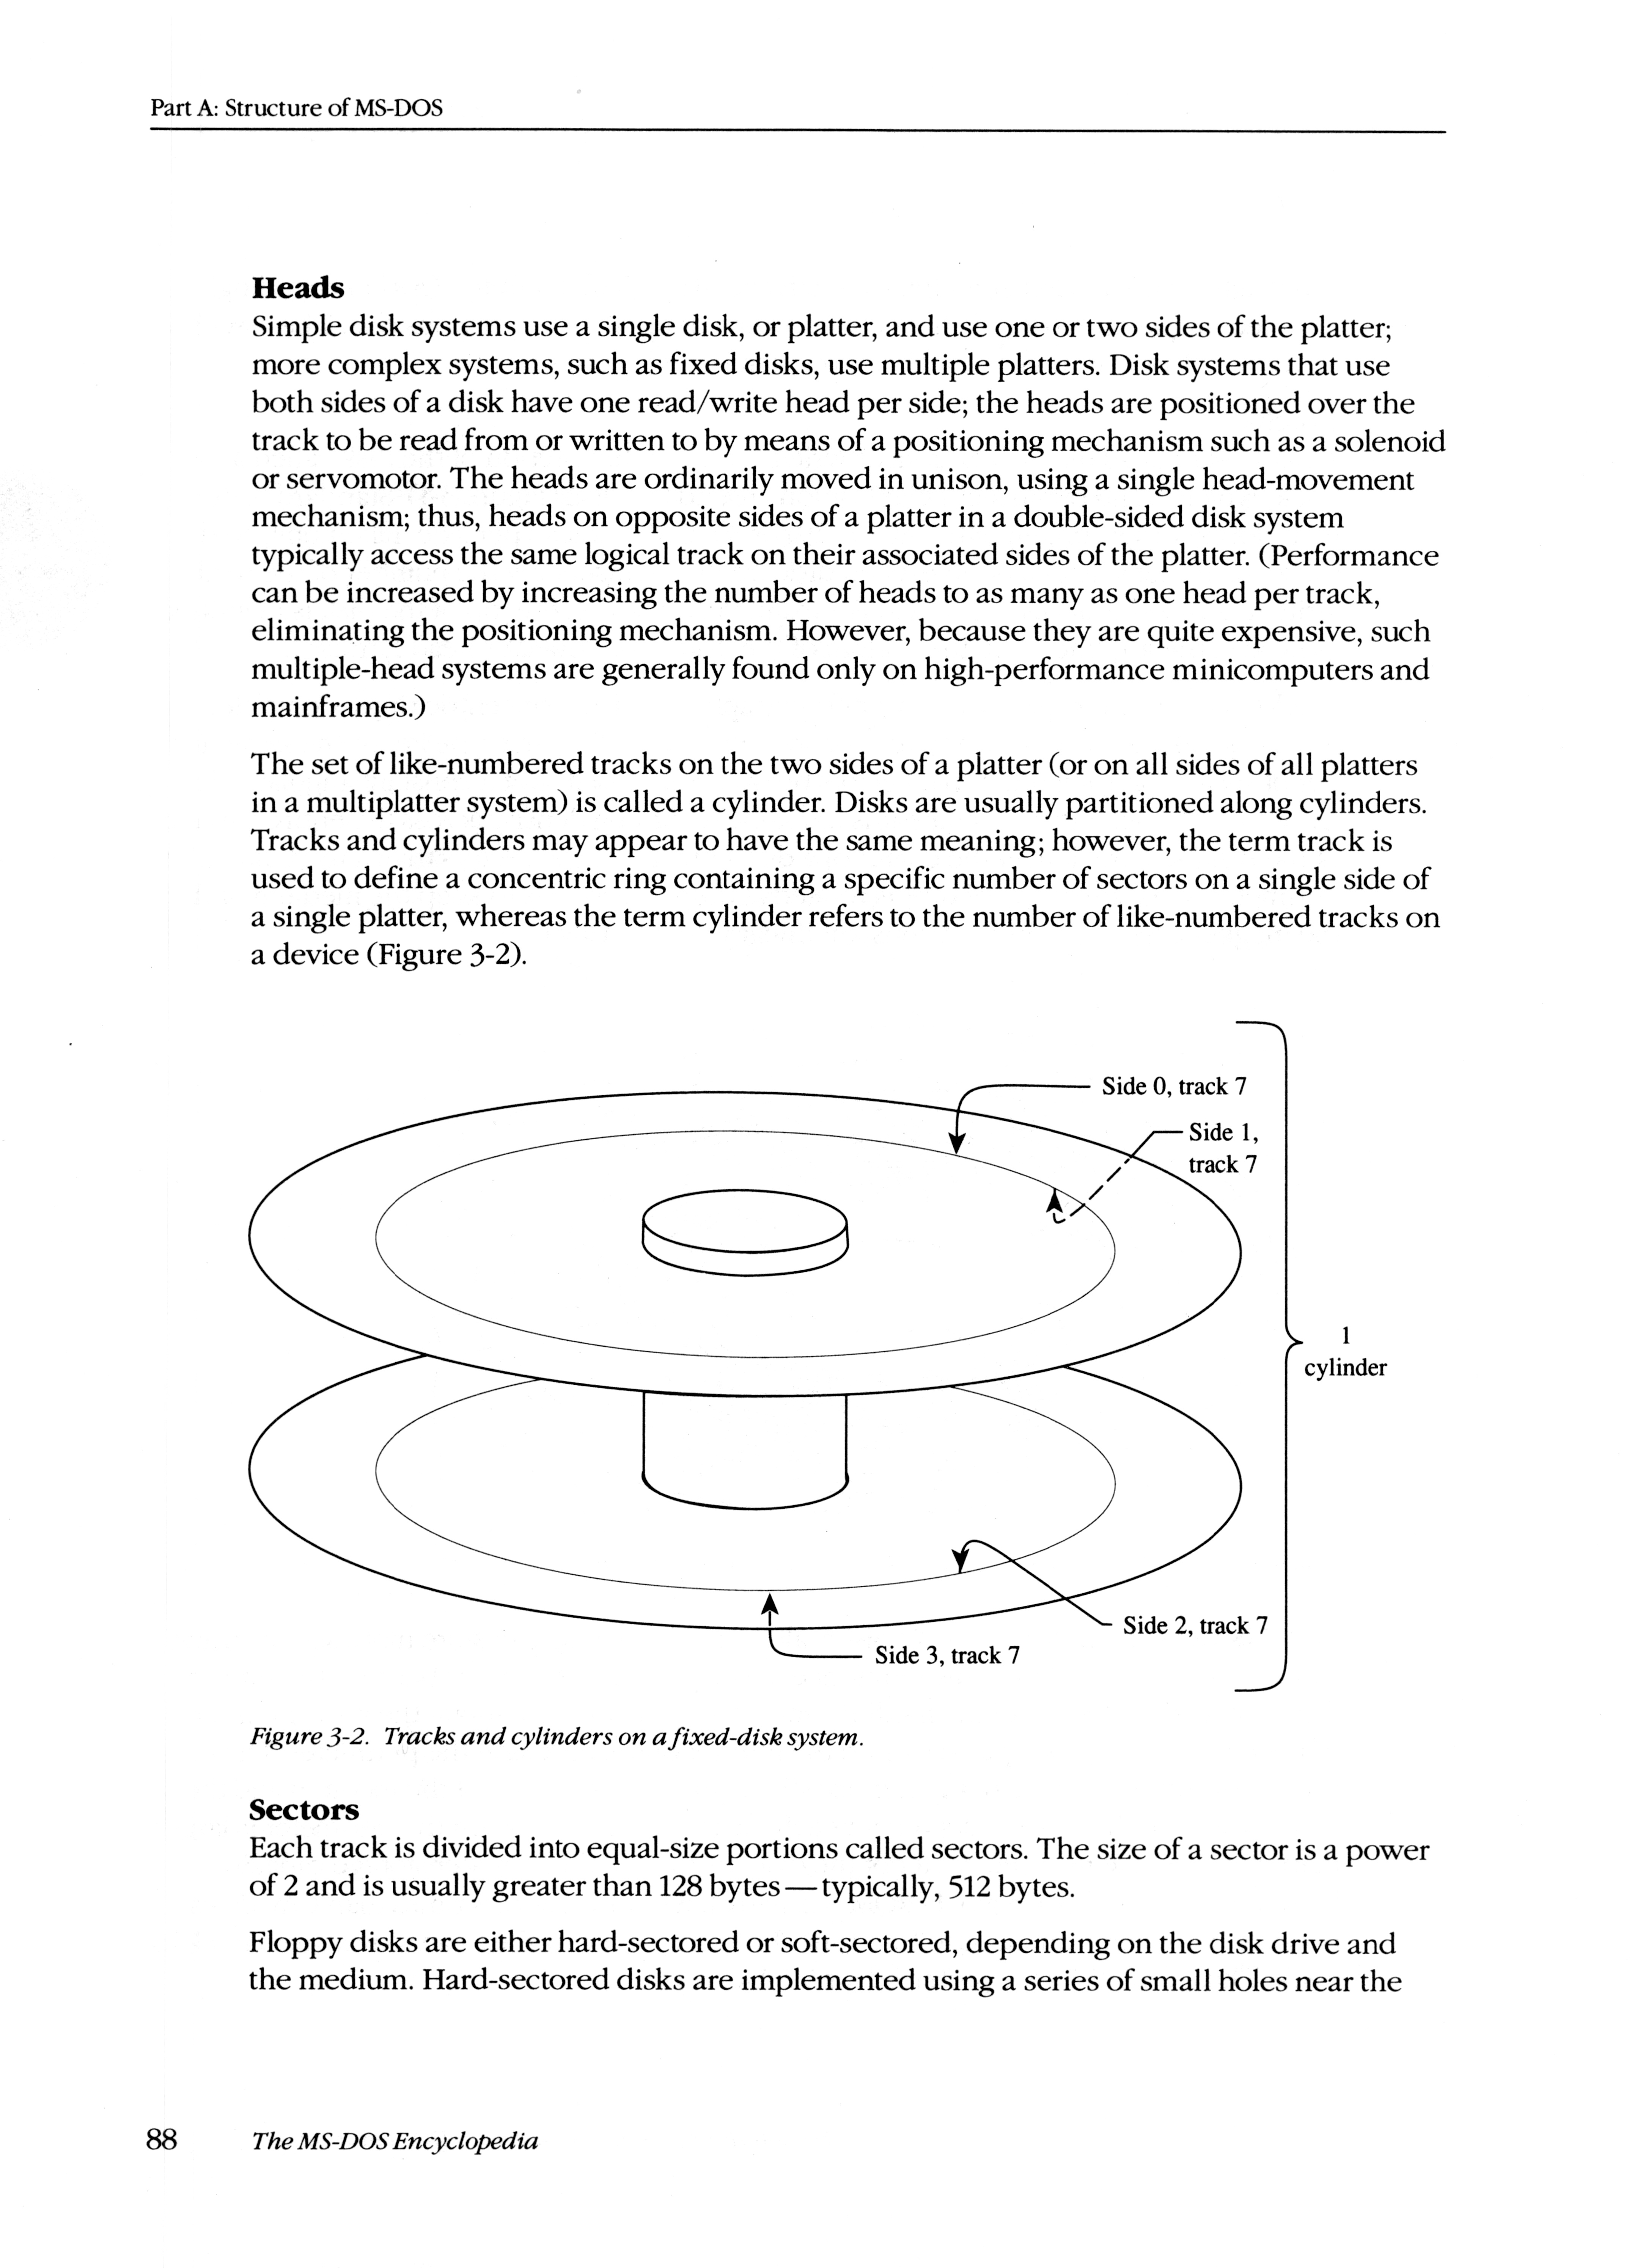 Part A: Structure of MS-DOS
Heads
Simple disk systems use a single disk, or platter, and use one or two sides of the platter;
more complex systems, such as fixed disks, use multiple platters. Disk systems that use
both sides of a disk have one read/write head per side; the heads are positioned over the
track to be read from or written to by means of a positioning mechanism such as a solenoid
or servomotor. The heads are ordinarily moved in unison, using a single head-movement
mechanism; thus, heads on opposite sides of a platter in a double-sided disk system
typically access the same logical track on their associated sides of the platter. (Performance
can be increased by increasing the number of heads to as many as one head per track,
eliminating the positioning mechanism. However, because they are quite expensive, such
multiple-head systems are generally found only on high-performance minicomputers and
mainframes.)
The set of like-numbered tracks on the two sides of a platter (or on all sides of all platters
in a multiplatter system) is called a cylinder. Disks are usually partitioned along cylinders.
Tracks and cylinders may appear to have the same meaning; however, the term track is
used to define a concentric ring containing a specific number of sectors on a single side of
a single platter, whereas the term cylinder refers to the number of like-numbered tracks on
a device (Figure 3-2).
Side 0, track 7
Side 1,
track 7
1
cylinder
Side 2, track 7
Side 3, track 7
Figure 3-2. Tracks and cylinders on a fixed-disk system.
Sectors
Each track is divided into equal-size portions called sectors. The size of a sector is a power
of 2 and is usually greater than 128 bytes — typically, 512 bytes.
Floppy disks are either hard-sectored or soft-sectored, depending on the disk drive and
the medium. Hard-sectored disks are implemented using a series of small holes near the
88 The MS-DOS Encyclopedia